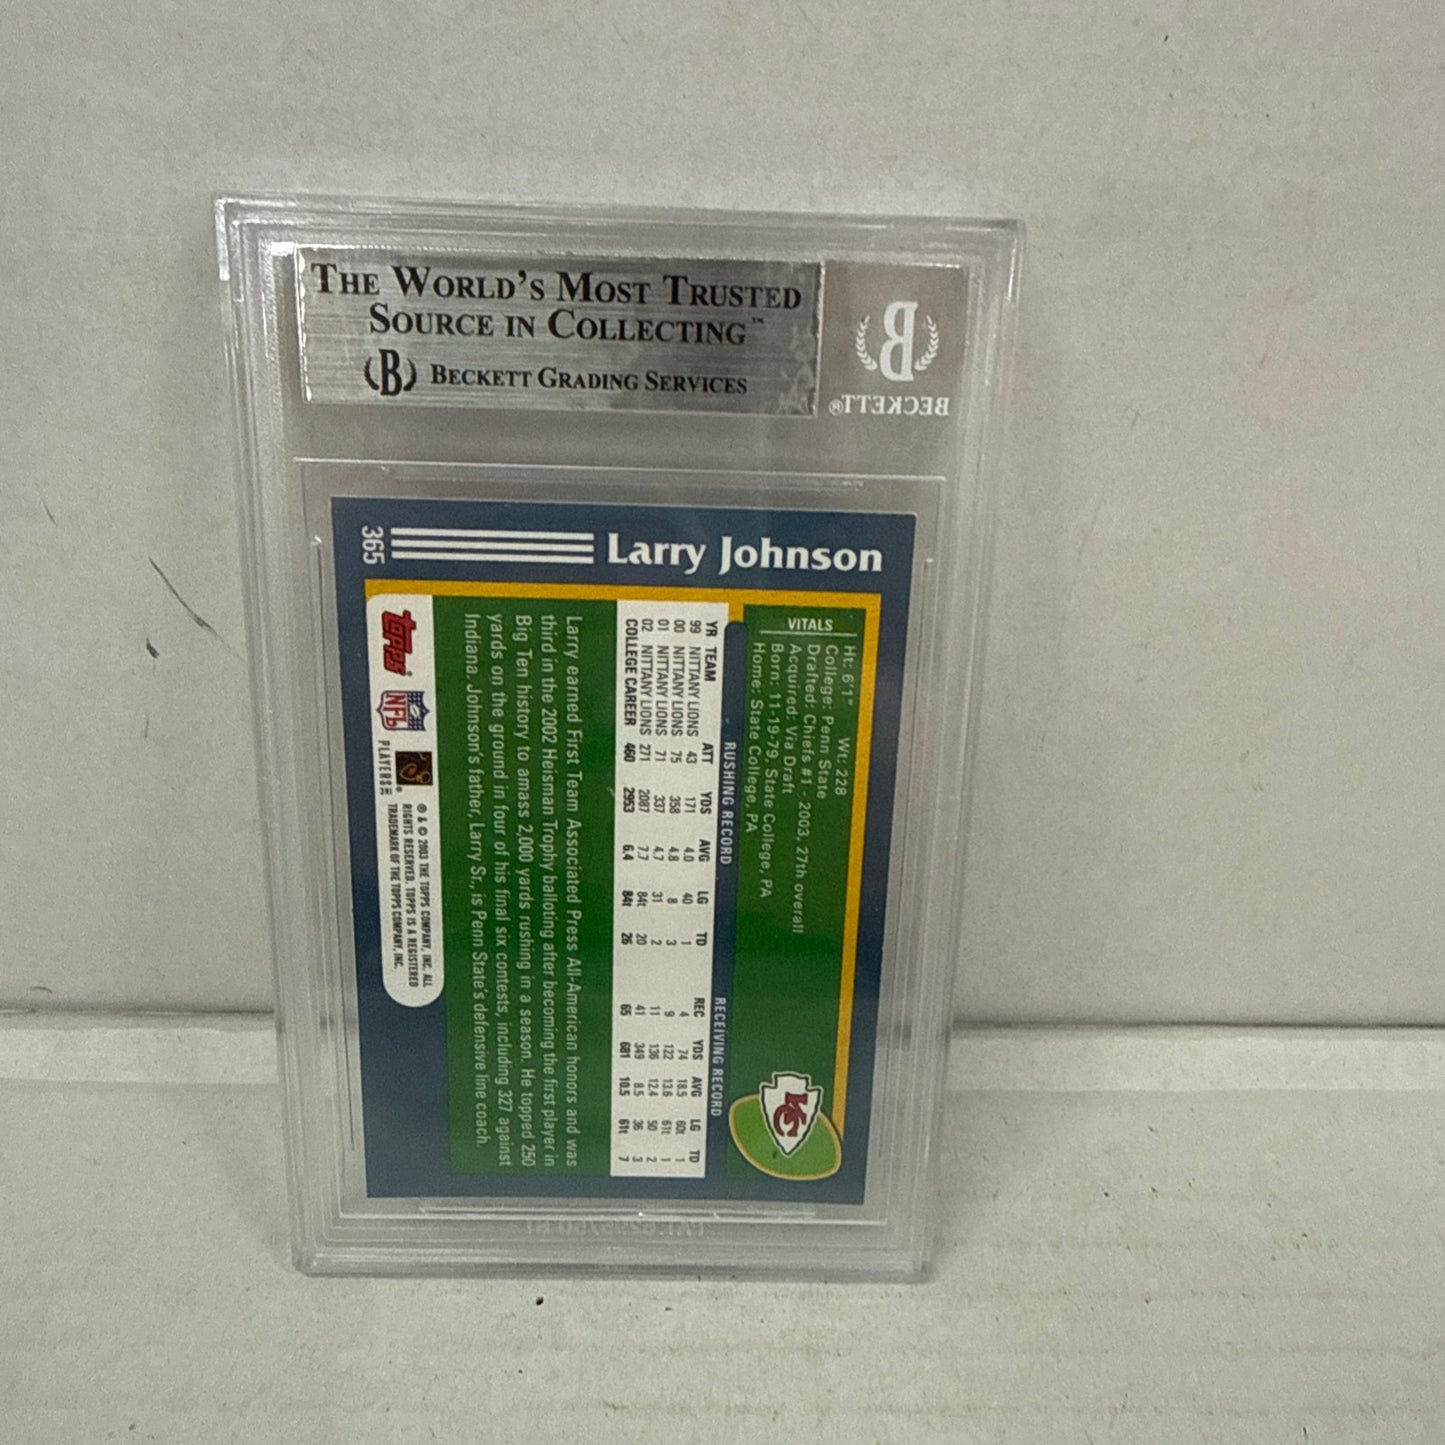 THE WORLD'S MOST TRUSTED
SOURCE IN COLLECTING™
(B) BECKETT GRADING SERVICES
B
BECKETT®
365
Larry Johnson
VITALS
Ht: 6'1" Wt: 228
College: Penn State
Drafted: Chiefs #1 - 2003, 27th overall
Acquired: Via Draft
Born: 11-19-79, State College, PA
Home: State College, PA
KC
RUSHING RECORD RECEIVING RECORD
YR TEAM ATT YDS AVG LG TD REC YDS AVG LG TD
99 NITTANY LIONS 43 171 4.0 40 1 4 74 18.5 60t 1
00 NITTANY LIONS 75 358 4.8 8 3 9 122 13.6 61t 1
01 NITTANY LIONS 71 337 4.7 31 2 11 136 12.4 50 2
02 NITTANY LIONS 271 2087 7.7 84t 20 41 349 8.5 36 3
COLLEGE CAREER 460 2953 6.4 84t 26 65 681 10.5 61t 7
Larry earned First Team Associated Press All-American honors and was
third in the 2002 Heisman Trophy balloting after becoming the first player in
Big Ten history to amass 2,000 yards rushing in a season. He topped 250
yards on the ground in four of his final six contests, including 327 against
Indiana. Johnson's father, Larry Sr., is Penn State's defensive line coach.
topps®
NFL
PLAYERS INC
® & © 2003 THE TOPPS COMPANY, INC. ALL
RIGHTS RESERVED. TOPPS IS A REGISTERED
TRADEMARK OF THE TOPPS COMPANY, INC.